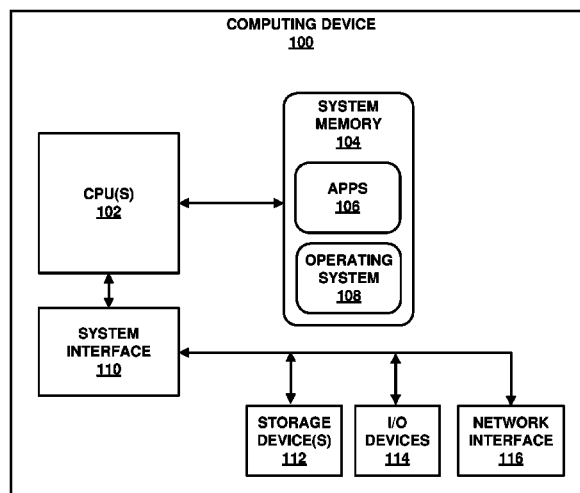 COMPUTING DEVICE
100
SYSTEM
MEMORY
104
CPU(S)
102
APPS
106
OPERATING
SYSTEM
108
SYSTEM
INTERFACE
110
STORAGE
DEVICE(S)
112
I/O
DEVICES
114
NETWORK
INTERFACE
116